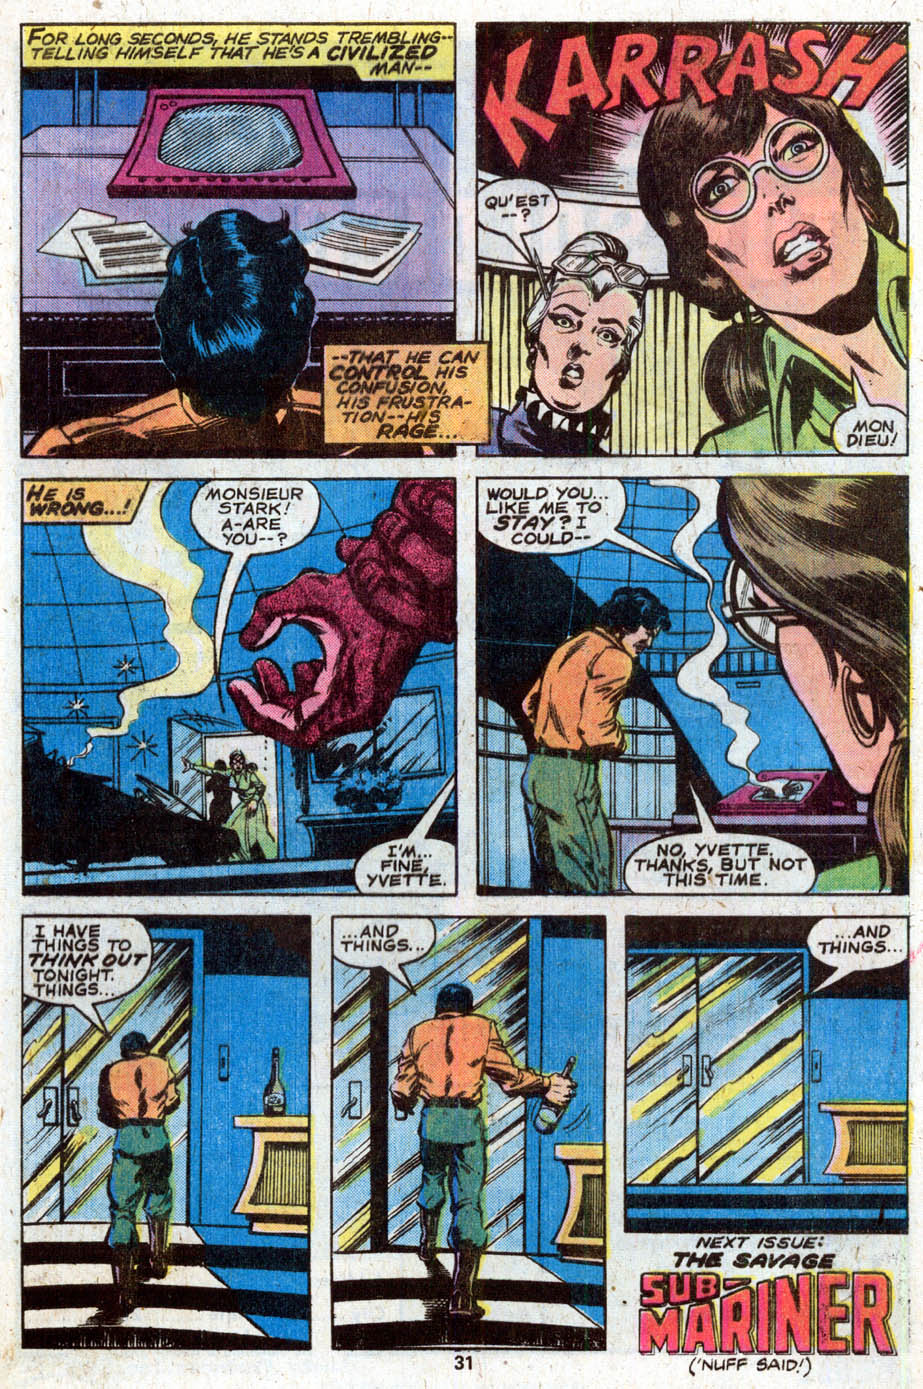 FOR LONG SECONDS, HE STANDS TREMBLING--
TELLING HIMSELF THAT HE'S A CIVILIZED
MAN--
--THAT HE CAN
CONTROL HIS
CONFUSION,
HIS FRUSTRA-
TION--HIS
RAGE...
KARRASH
QU'EST
--?
MON
DIEU!
HE IS
WRONG...!
MONSIEUR
STARK!
A-ARE
YOU--?
I'M...
FINE,
YVETTE.
WOULD YOU...
LIKE ME TO
STAY? I
COULD--
NO, YVETTE.
THANKS, BUT NOT
THIS TIME.
I HAVE
THINGS TO
THINK OUT
TONIGHT.
THINGS...
...AND
THINGS...
...AND
THINGS...
NEXT ISSUE:
THE SAVAGE
SUB-
MARINER
('NUFF SAID!)
31